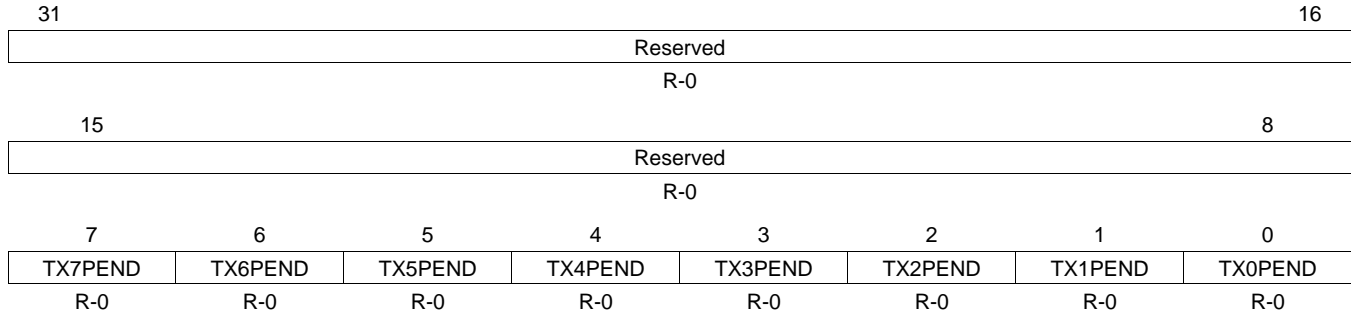 31 16
Reserved
R-0
15 8
Reserved
R-0
7 6 5 4 3 2 1 0
TX7PEND TX6PEND TX5PEND TX4PEND TX3PEND TX2PEND TX1PEND TX0PEND
R-0 R-0 R-0 R-0 R-0 R-0 R-0 R-0